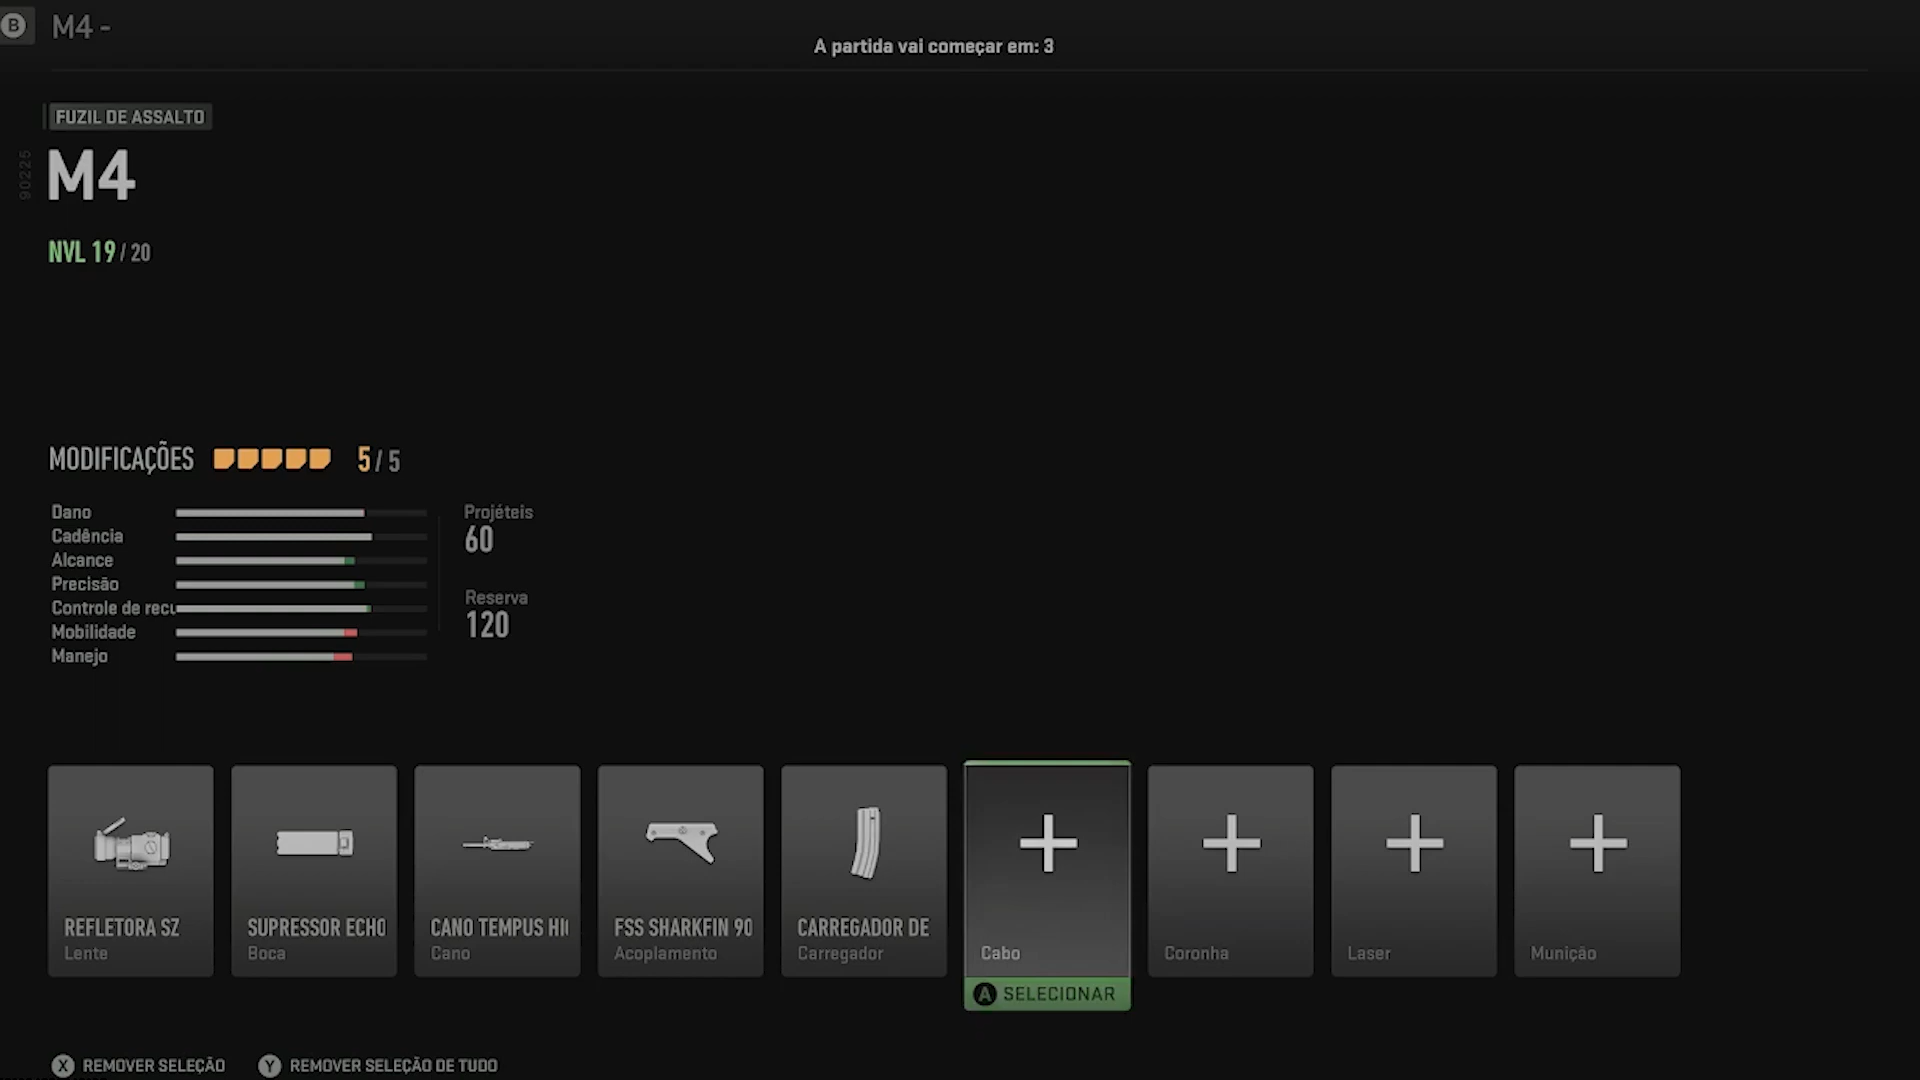 B M4 -
A partida vai começar em: 3
FUZIL DE ASSALTO
90225
M4
NVL 19 / 20
MODIFICAÇÕES 5 / 5
Dano
Cadência
Alcance
Precisão
Controle de recu
Mobilidade
Manejo
Projéteis
60
Reserva
120
REFLETORA SZ
Lente
SUPRESSOR ECHO
Boca
CANO TEMPUS HI
Cano
FSS SHARKFIN 90
Acoplamento
CARREGADOR DE
Carregador
Cabo
A SELECIONAR
Coronha
Laser
Munição
X REMOVER SELEÇÃO Y REMOVER SELEÇÃO DE TUDO